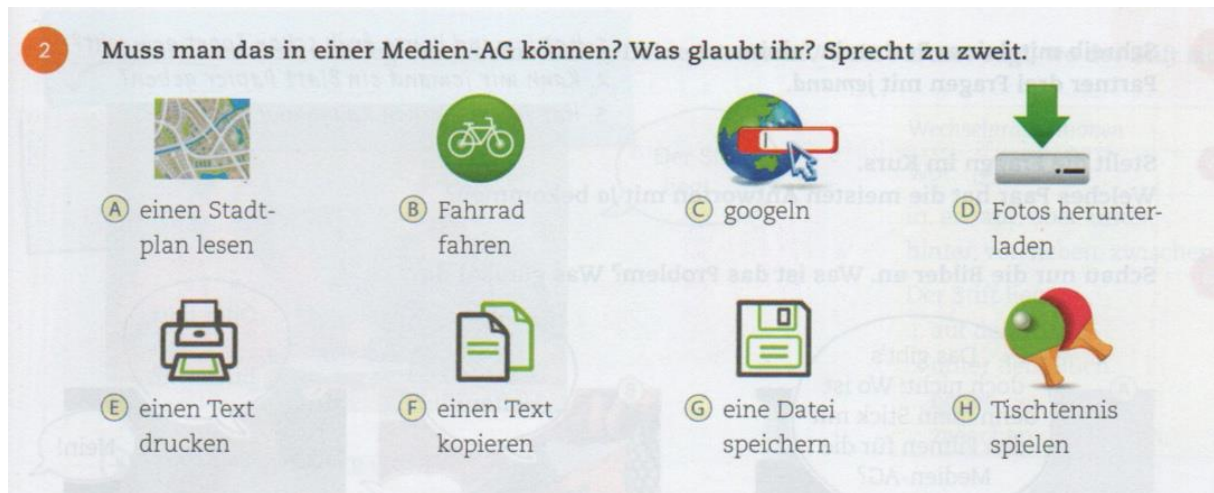 2 Muss man das in einer Medien-AG können? Was glaubt ihr? Sprecht zu zweit.
A einen Stadt-
plan lesen
B Fahrrad
fahren
C googeln
D Fotos herunter-
laden
E einen Text
drucken
F einen Text
kopieren
G eine Datei
speichern
H Tischtennis
spielen